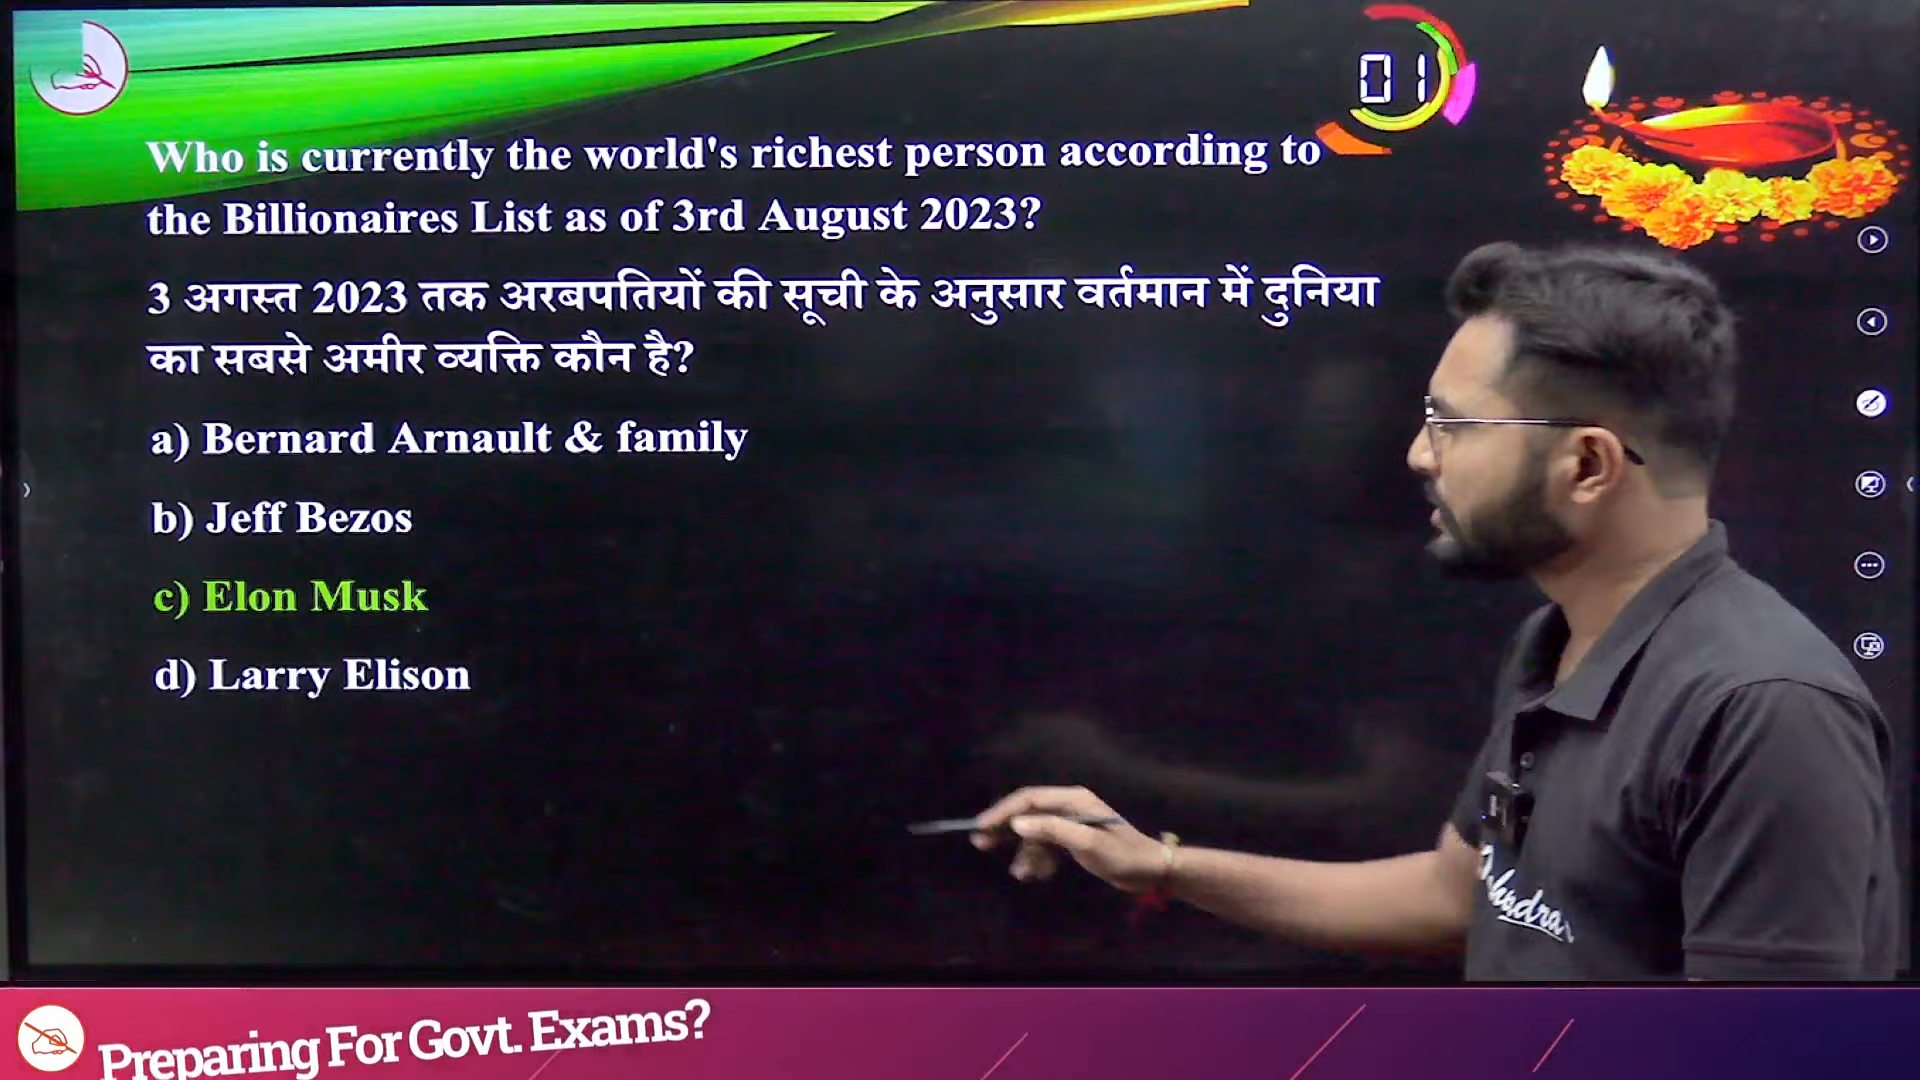 01
Who is currently the world's richest person according to
the Billionaires List as of 3rd August 2023?
3 अगस्त 2023 तक अरबपतियों की सूची के अनुसार वर्तमान में दुनिया
का सबसे अमीर व्यक्ति कौन है?
a) Bernard Arnault & family
b) Jeff Bezos
c) Elon Musk
d) Larry Elison
Preparing For Govt. Exams?